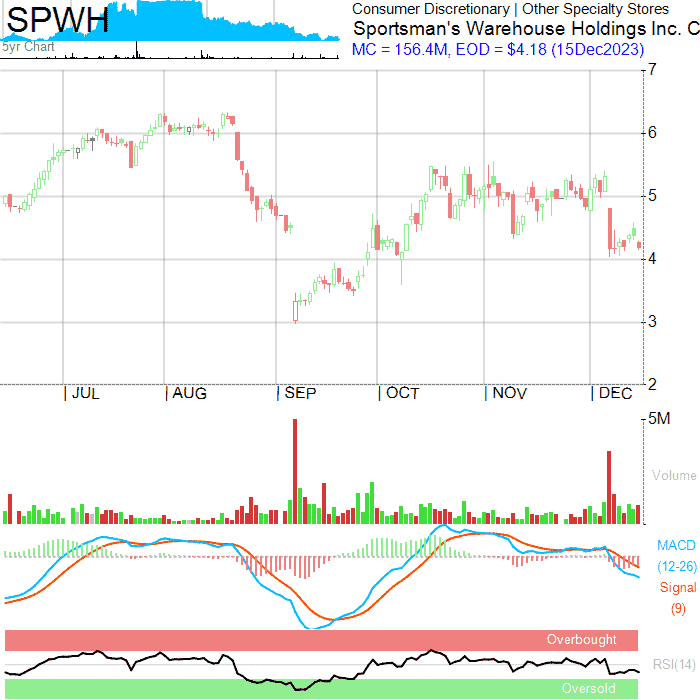 SPWH
5yr Chart
Consumer Discretionary | Other Specialty Stores
Sportsman's Warehouse Holdings Inc. C
MC = 156.4M, EOD = $4.18 (15Dec2023)
7
6
5
4
3
2
| JUL | AUG | SEP | OCT | NOV | DEC
5M
Volume
MACD
(12-26)
Signal
(9)
Overbought
RSI(14)
Oversold